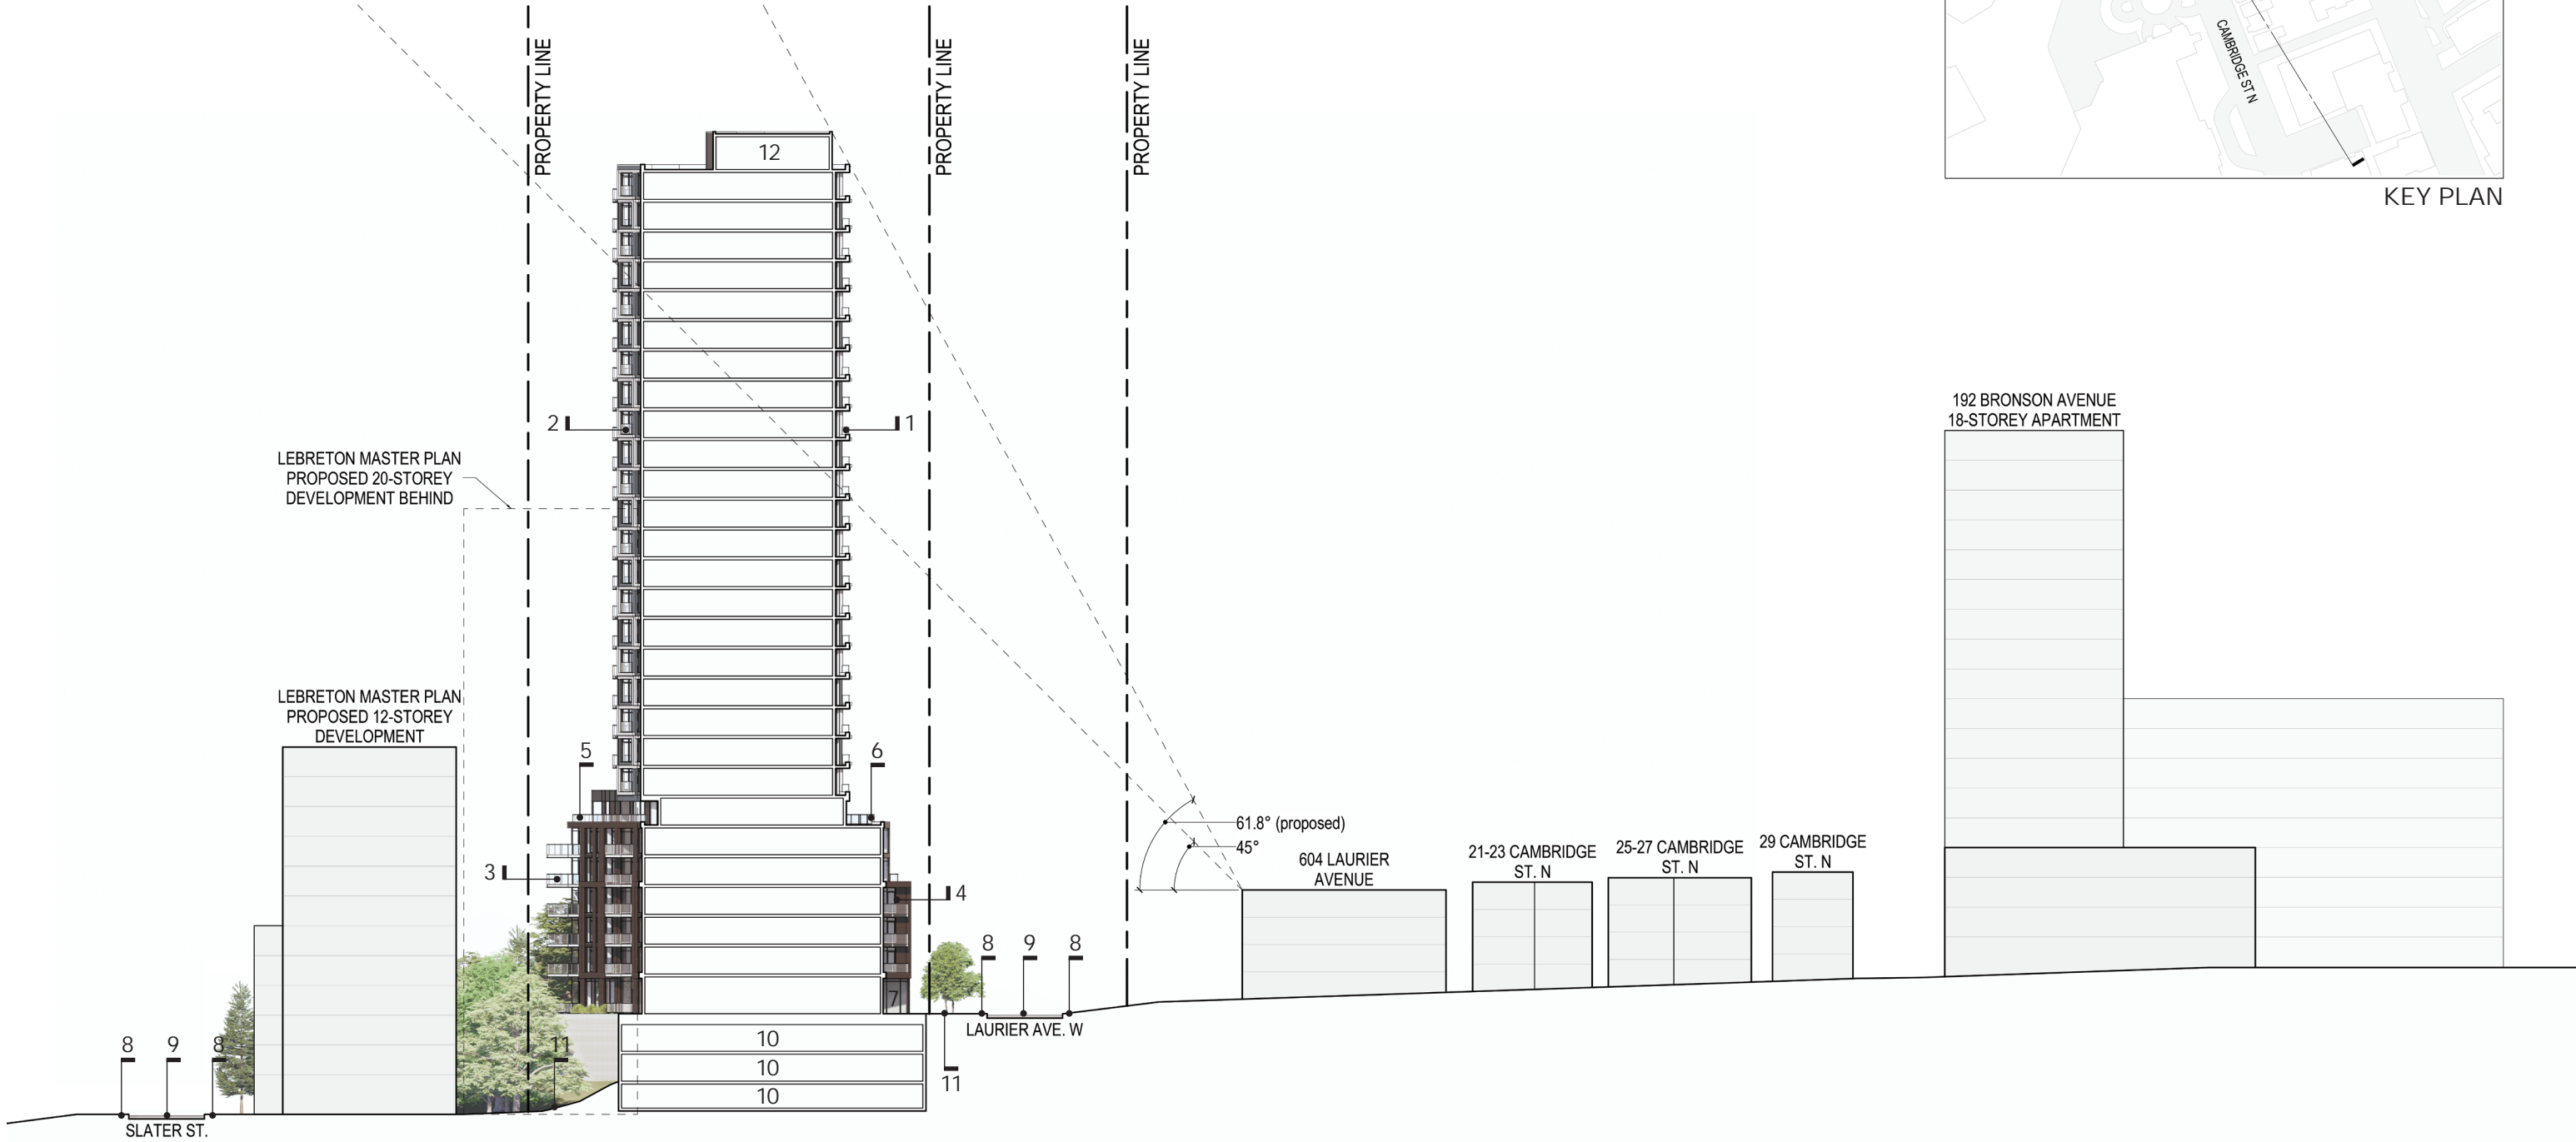 PROPERTY LINE
PROPERTY LINE
PROPERTY LINE
CAMBRIDGE ST N
KEY PLAN
12
2
1
192 BRONSON AVENUE
18-STOREY APARTMENT
LEBRETON MASTER PLAN
PROPOSED 20-STOREY
DEVELOPMENT BEHIND
LEBRETON MASTER PLAN
PROPOSED 12-STOREY
DEVELOPMENT
5
6
61.8° (proposed)
45°
604 LAURIER
AVENUE
21-23 CAMBRIDGE
ST. N
25-27 CAMBRIDGE
ST. N
29 CAMBRIDGE
ST. N
3
4
8
9
8
7
LAURIER AVE. W
10
10
10
11
11
8
9
8
SLATER ST.